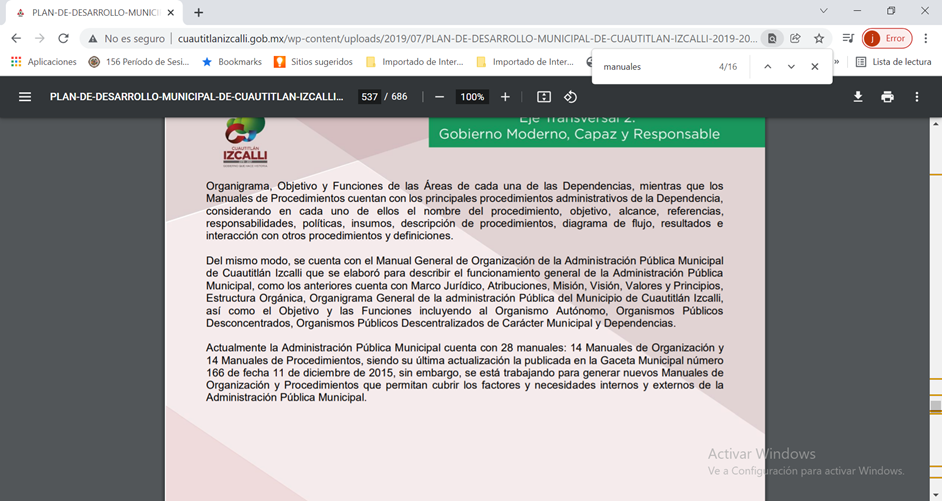 PLAN-DE-DESARROLLO-MUNICIP
No es seguro
cuautitlanizcalli.gob.mx/wp-content/uploads/2019/07/PLAN-DE-DESARROLLO-MUNICIPAL-DE-CUAUTITLAN-IZCALLI-2019-20...
j Error
Aplicaciones
156 Período de Sesi...
Bookmarks
Sitios sugeridos
Importado de Inter...
Importado de Inter...
»
Lista de lectura
manuales
4/16
PLAN-DE-DESARROLLO-MUNICIPAL-DE-CUAUTITLAN-IZCALLI...
537 / 686
100%
CUAUTITLÁN
IZCALLI
Eje Transversal 2:
Gobierno Moderno, Capaz y Responsable
Organigrama, Objetivo y Funciones de las Áreas de cada una de las Dependencias, mientras que los
Manuales de Procedimientos cuentan con los principales procedimientos administrativos de la Dependencia,
considerando en cada uno de ellos el nombre del procedimiento, objetivo, alcance, referencias,
responsabilidades, políticas, insumos, descripción de procedimientos, diagrama de flujo, resultados e
interacción con otros procedimientos y definiciones.
Del mismo modo, se cuenta con el Manual General de Organización de la Administración Pública Municipal
de Cuautitlán Izcalli que se elaboró para describir el funcionamiento general de la Administración Pública
Municipal, como los anteriores cuenta con Marco Jurídico, Atribuciones, Misión, Visión, Valores y Principios,
Estructura Orgánica, Organigrama General de la administración Pública del Municipio de Cuautitlán Izcalli,
así como el Objetivo y las Funciones incluyendo al Organismo Autónomo, Organismos Públicos
Desconcentrados, Organismos Públicos Descentralizados de Carácter Municipal y Dependencias.
Actualmente la Administración Pública Municipal cuenta con 28 manuales: 14 Manuales de Organización y
14 Manuales de Procedimientos, siendo su última actualización la publicada en la Gaceta Municipal número
166 de fecha 11 de diciembre de 2015, sin embargo, se está trabajando para generar nuevos Manuales de
Organización y Procedimientos que permitan cubrir los factores y necesidades internos y externos de la
Administración Pública Municipal.
Activar Windows
Ve a Configuración para activar Windows.